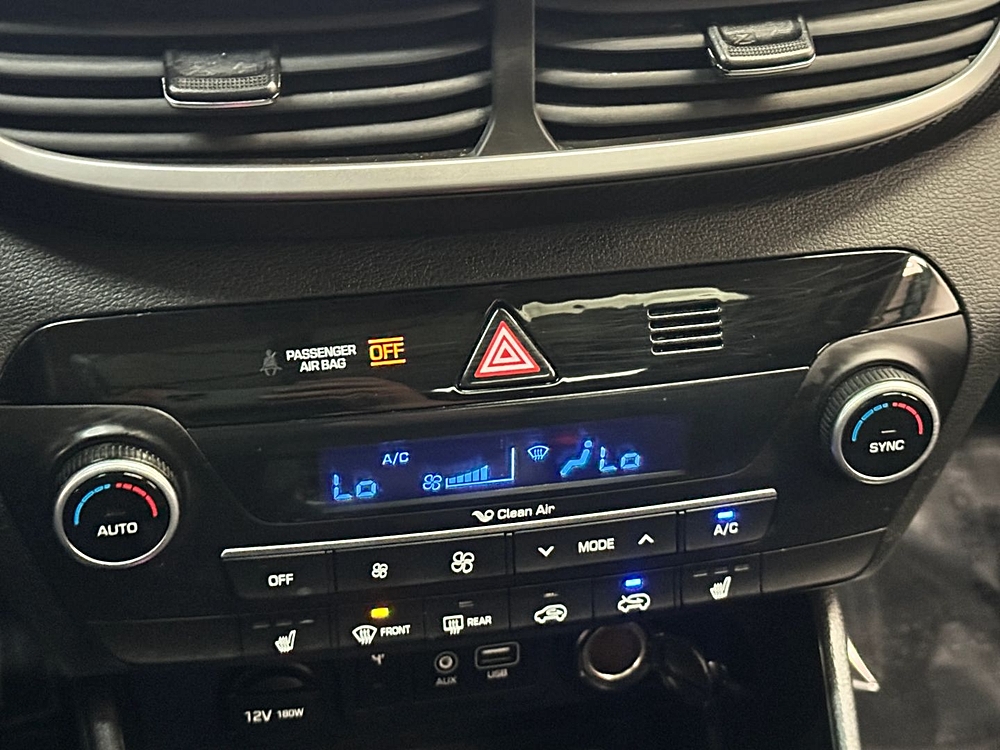 PASSENGER
AIR BAG
OFF
A/C
Lo
Lo
AUTO
SYNC
Clean Air
OFF
MODE
A/C
FRONT
REAR
AUX
USB
12V 180W